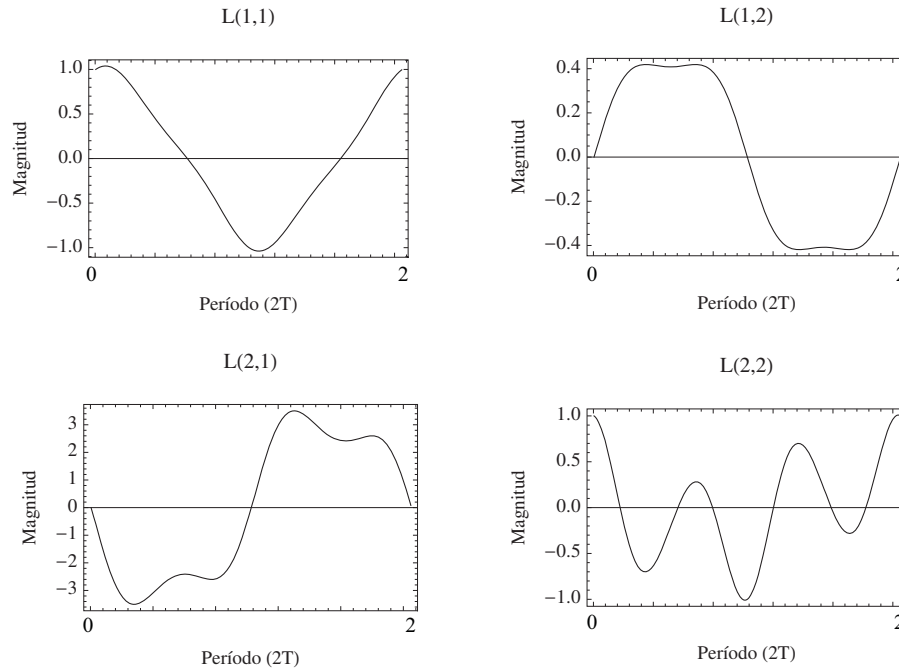 L(1,1)
1.0
0.5
0.0
−0.5
−1.0
Magnitud
0
2
Período (2T)
L(1,2)
0.4
0.2
0.0
−0.2
−0.4
Magnitud
0
2
Período (2T)
L(2,1)
3
2
1
0
−1
−2
−3
Magnitud
0
2
Período (2T)
L(2,2)
1.0
0.5
0.0
−0.5
−1.0
Magnitud
0
2
Período (2T)